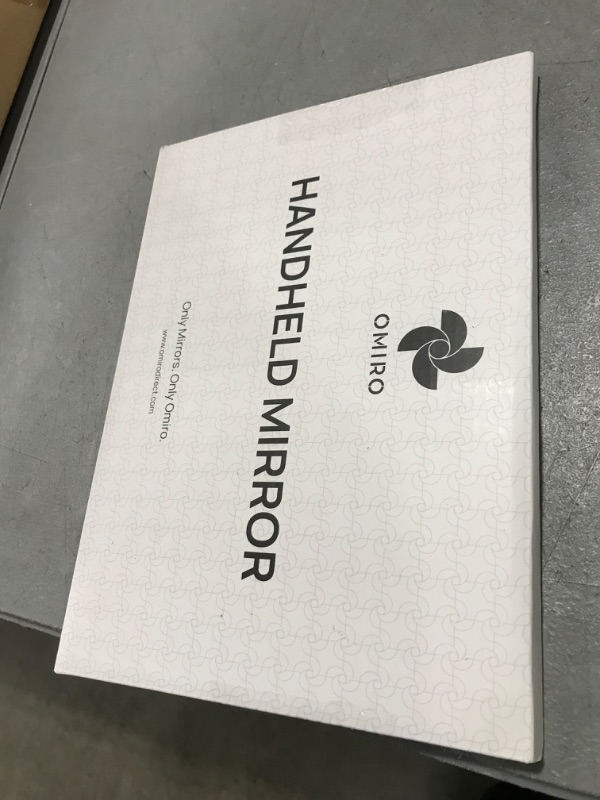 OMIRO
HANDHELD MIRROR
Only Mirrors. Only Omiro.
www.omirodirect.com